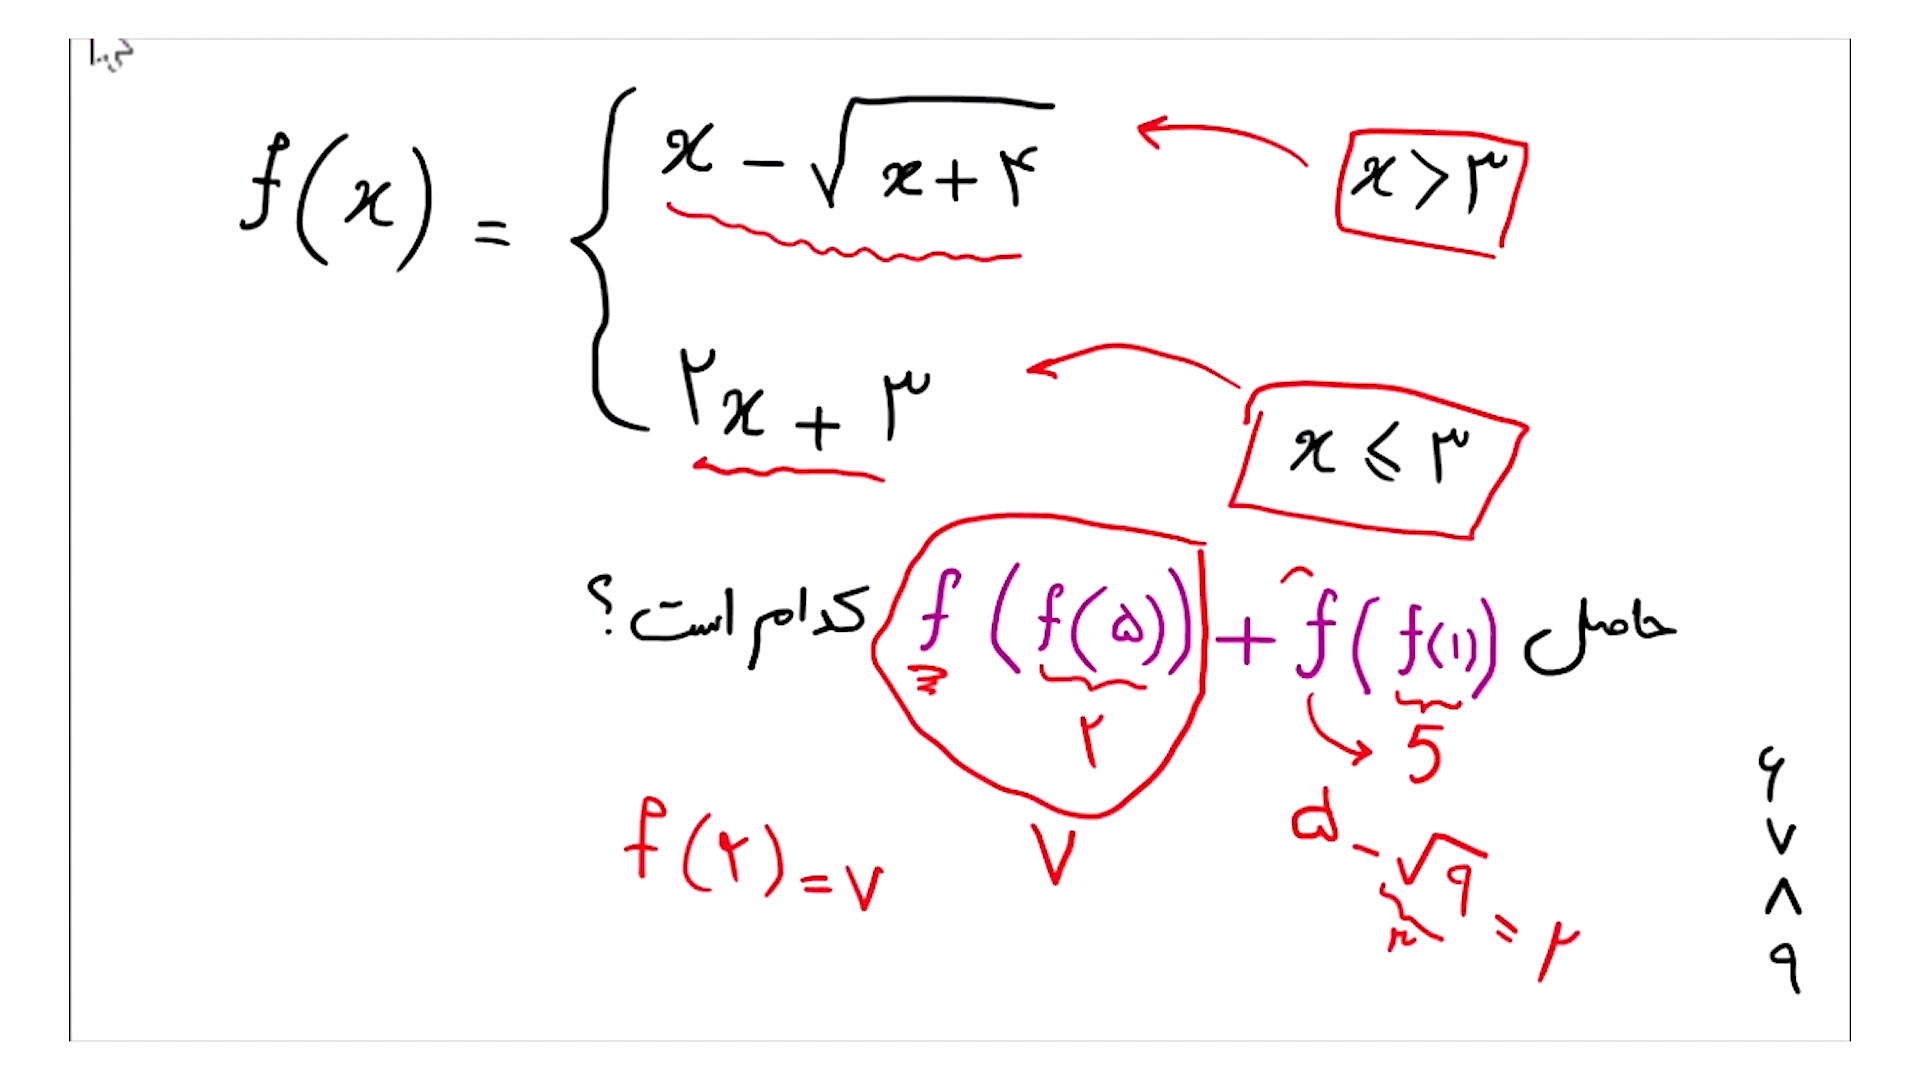 f(x) = { x - √(x+۴)    x > ۳
۲x + ۳    x ≤ ۳
حاصل f(f(۵)) + f(f(۱)) کدام است؟
۲    5
f(۲) = ۷    ۷    ۵ - √۹ = ۲
۳
۶
۷
۸
۹